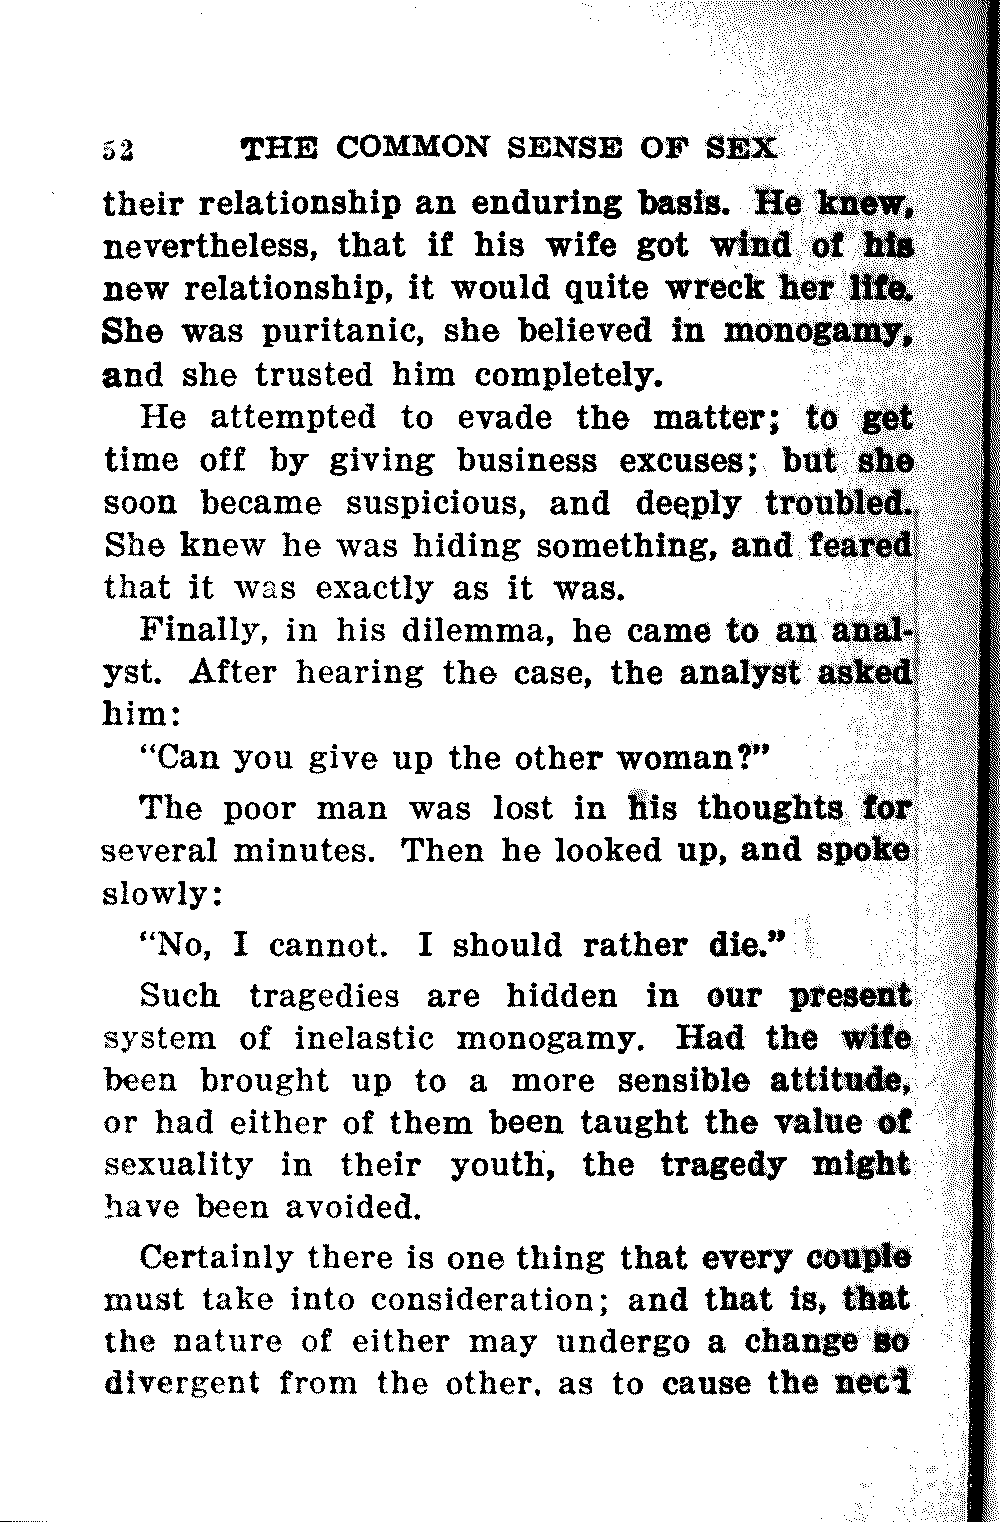 52 THE COMMON SENSE OF SEX
their relationship an enduring basis. He knew,
nevertheless, that if his wife got wind of his
new relationship, it would quite wreck her life.
She was puritanic, she believed in monogamy,
and she trusted him completely.
He attempted to evade the matter; to get
time off by giving business excuses; but she
soon became suspicious, and deeply troubled.
She knew he was hiding something, and feared
that it was exactly as it was.
Finally, in his dilemma, he came to an anal-
yst. After hearing the case, the analyst asked
him:
“Can you give up the other woman?”
The poor man was lost in his thoughts for
several minutes. Then he looked up, and spoke
slowly:
“No, I cannot. I should rather die.”
Such tragedies are hidden in our present
system of inelastic monogamy. Had the wife
been brought up to a more sensible attitude,
or had either of them been taught the value of
sexuality in their youth, the tragedy might
have been avoided.
Certainly there is one thing that every couple
must take into consideration; and that is, that
the nature of either may undergo a change so
divergent from the other, as to cause the